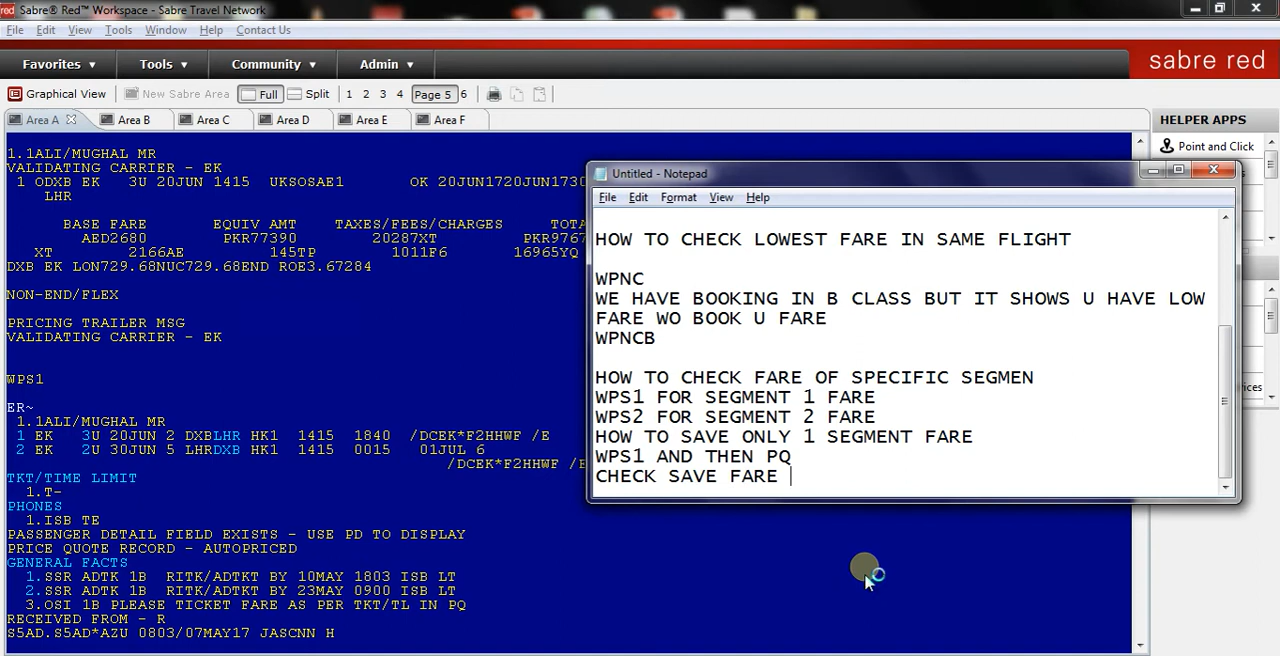 red Sabre® Red™ Workspace - Sabre Travel Network
File Edit View Tools Window Help Contact Us
Favorites Tools Community Admin sabre red
Graphical View New Sabre Area Full Split 1 2 3 4 Page 5 6
Area A Area B Area C Area D Area E Area F HELPER APPS
Point and Click
1.1ALI/MUGHAL MR
VALIDATING CARRIER - EK
1 ODXB EK 3U 20JUN 1415 UKSOSAE1 OK 20JUN1720JUN1730
LHR
BASE FARE EQUIV AMT TAXES/FEES/CHARGES TOTA
AED2680 PKR77390 20287XT PKR9767
XT 2166AE 145TP 1011F6 16965YQ
DXB EK LON729.68NUC729.68END ROE3.67284
NON-END/FLEX
PRICING TRAILER MSG
VALIDATING CARRIER - EK
WPS1
ER~
1.1ALI/MUGHAL MR
1 EK 3U 20JUN 2 DXBLHR HK1 1415 1840 /DCEK*F2HHWF /E
2 EK 2U 30JUN 5 LHRDXB HK1 1415 0015 01JUL 6
/DCEK*F2HHWF /E
TKT/TIME LIMIT
1.T-
PHONES
1.ISB TE
PASSENGER DETAIL FIELD EXISTS - USE PD TO DISPLAY
PRICE QUOTE RECORD - AUTOPRICED
GENERAL FACTS
1.SSR ADTK 1B RITK/ADTKT BY 10MAY 1803 ISB LT
2.SSR ADTK 1B RITK/ADTKT BY 23MAY 0900 ISB LT
3.OSI 1B PLEASE TICKET FARE AS PER TKT/TL IN PQ
RECEIVED FROM - R
S5AD.S5AD*AZU 0803/07MAY17 JASCNN H
Untitled - Notepad
File Edit Format View Help
HOW TO CHECK LOWEST FARE IN SAME FLIGHT
WPNC
WE HAVE BOOKING IN B CLASS BUT IT SHOWS U HAVE LOW
FARE WO BOOK U FARE
WPNCB
HOW TO CHECK FARE OF SPECIFIC SEGMEN
WPS1 FOR SEGMENT 1 FARE
WPS2 FOR SEGMENT 2 FARE
HOW TO SAVE ONLY 1 SEGMENT FARE
WPS1 AND THEN PQ
CHECK SAVE FARE